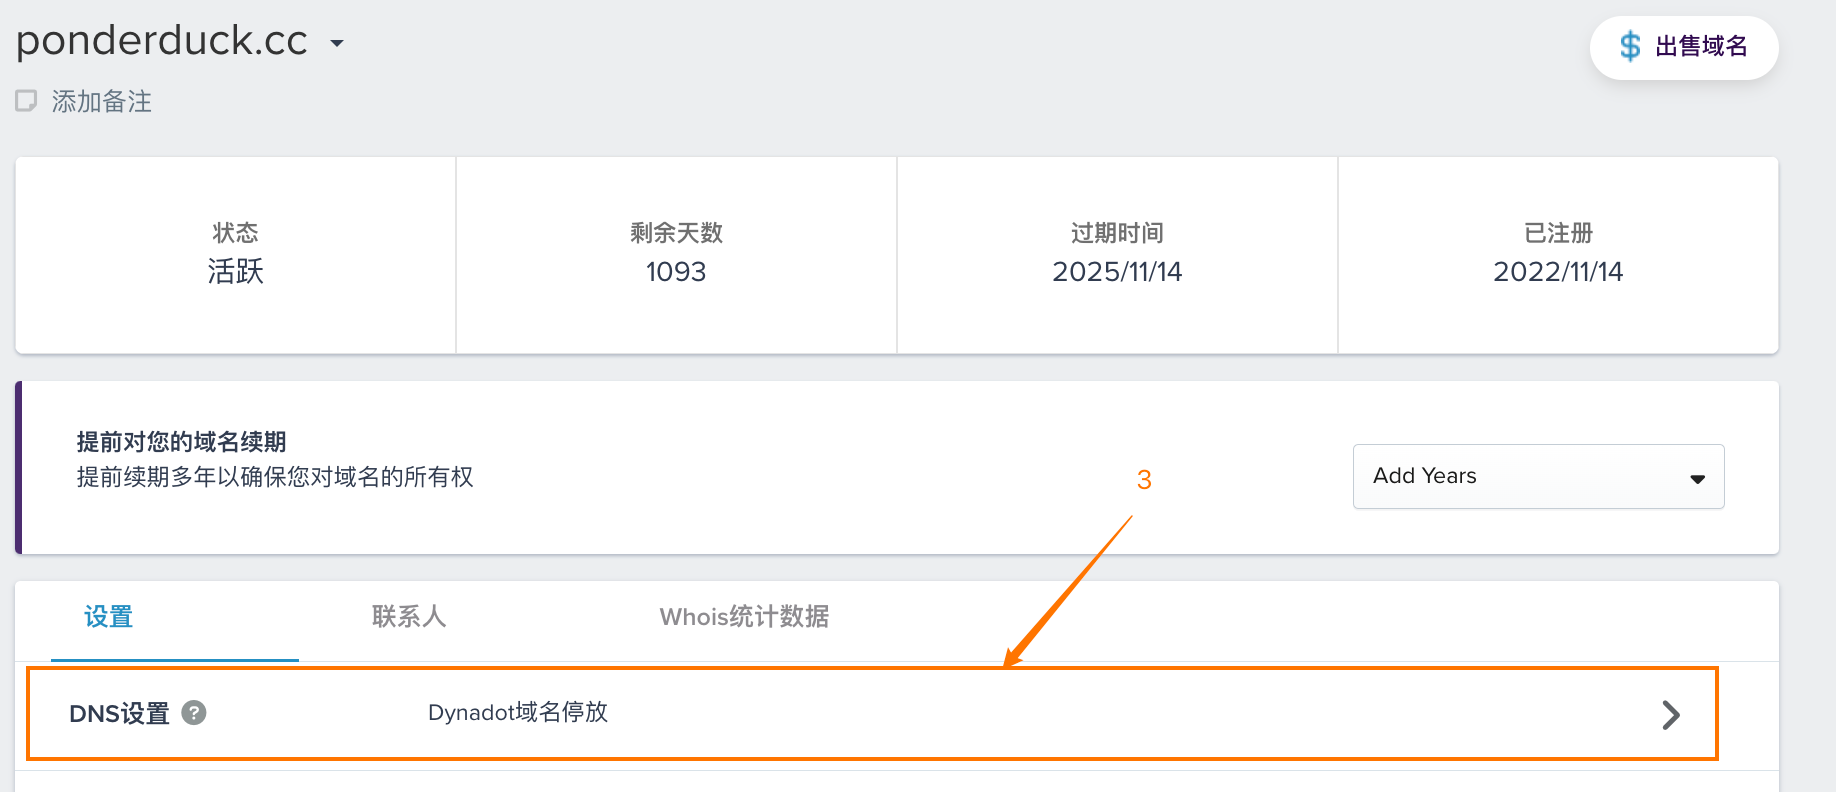 ponderduck.cc
出售域名
添加备注
状态
活跃
剩余天数
1093
过期时间
2025/11/14
已注册
2022/11/14
提前对您的域名续期
提前续期多年以确保您对域名的所有权
3
Add Years
设置
联系人
Whois统计数据
DNS设置
Dynadot域名停放